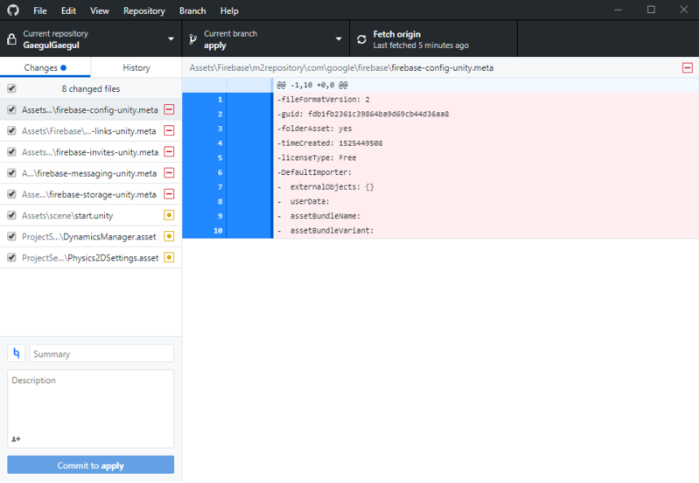 File Edit View Repository Branch Help
Current repository
GaegulGaegul
Current branch
apply
Fetch origin
Last fetched 5 minutes ago
Changes
History
Assets\Firebase\m2repository\com\google\firebase\firebase-config-unity.meta
8 changed files
Assets...\firebase-config-unity.meta
Assets\Firebase\...-links-unity.meta
Assets...\firebase-invites-unity.meta
A...\firebase-messaging-unity.meta
Asse...\firebase-storage-unity.meta
Assets\scene\start.unity
ProjectS...\DynamicsManager.asset
ProjectSe...\Physics2DSettings.asset
@@ -1,10 +0,0 @@
1 -fileFormatVersion: 2
2 -guid: fdb1fb2361c39864ba9d69cb44d36aa8
3 -folderAsset: yes
4 -timeCreated: 1525449508
5 -licenseType: Free
6 -DefaultImporter:
7 -  externalObjects: {}
8 -  userData:
9 -  assetBundleName:
10 -  assetBundleVariant:
Summary
Description
Commit to apply